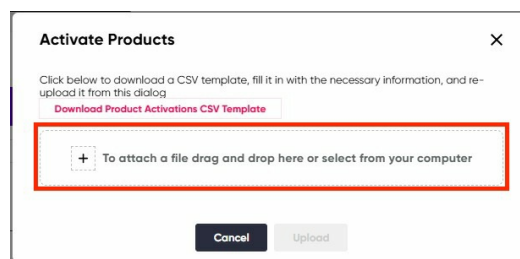 Activate Products
Click below to download a CSV template, fill it in with the necessary information, and re-
upload it from this dialog
Download Product Activations CSV Template
+ To attach a file drag and drop here or select from your computer
Cancel Upload